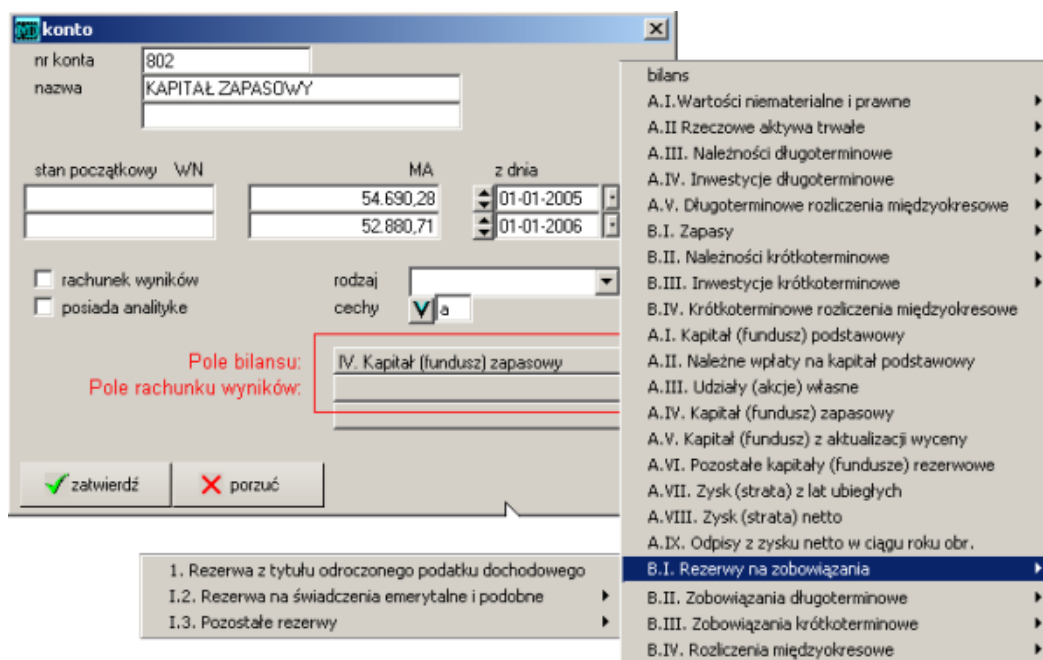 konto
nr konta 802
nazwa KAPITAŁ ZAPASOWY
stan początkowy WN MA z dnia
54.690,28 01-01-2005
52.880,71 01-01-2006
rachunek wyników rodzaj
posiada analityke cechy V a
Pole bilansu: IV. Kapitał (fundusz) zapasowy
Pole rachunku wyników:
zatwierdź porzuć
bilans
A.I.Wartości niematerialne i prawne
A.II Rzeczowe aktywa trwałe
A.III. Należności długoterminowe
A.IV. Inwestycje długoterminowe
A.V. Długoterminowe rozliczenia międzyokresowe
B.I. Zapasy
B.II. Należności krótkoterminowe
B.III. Inwestycje krótkoterminowe
B.IV. Krótkoterminowe rozliczenia międzyokresowe
A.I. Kapitał (fundusz) podstawowy
A.II. Należne wpłaty na kapitał podstawowy
A.III. Udziały (akcje) własne
A.IV. Kapitał (fundusz) zapasowy
A.V. Kapitał (fundusz) z aktualizacji wyceny
A.VI. Pozostałe kapitały (fundusze) rezerwowe
A.VII. Zysk (strata) z lat ubiegłych
A.VIII. Zysk (strata) netto
A.IX. Odpisy z zysku netto w ciągu roku obr.
B.I. Rezerwy na zobowiązania
B.II. Zobowiązania długoterminowe
B.III. Zobowiązania krótkoterminowe
B.IV. Rozliczenia międzyokresowe
1. Rezerwa z tytułu odroczonego podatku dochodowego
I.2. Rezerwa na świadczenia emerytalne i podobne
I.3. Pozostałe rezerwy